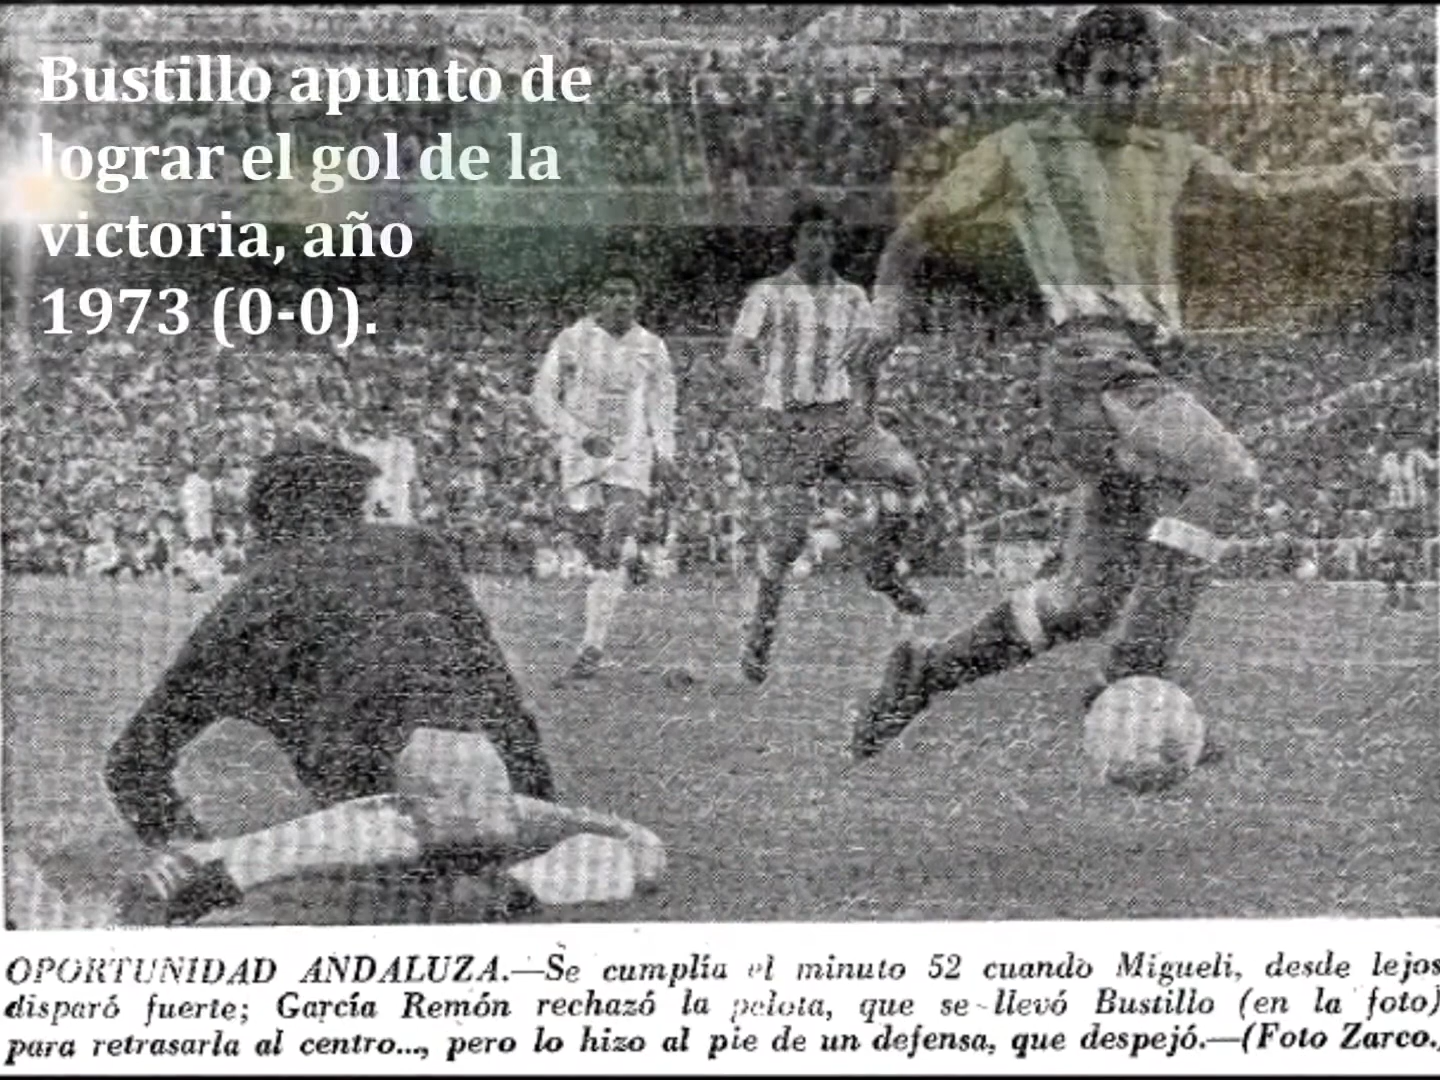 Bustillo apunto de
lograr el gol de la
victoria, año
1973 (0-0).
OPORTUNIDAD ANDALUZA.—Se cumplía el minuto 52 cuando Migueli, desde lejos
disparó fuerte; García Remón rechazó la pelota, que se llevó Bustillo (en la foto)
para retrasarla al centro..., pero lo hizo al pie de un defensa, que despejó.—(Foto Zarco.)